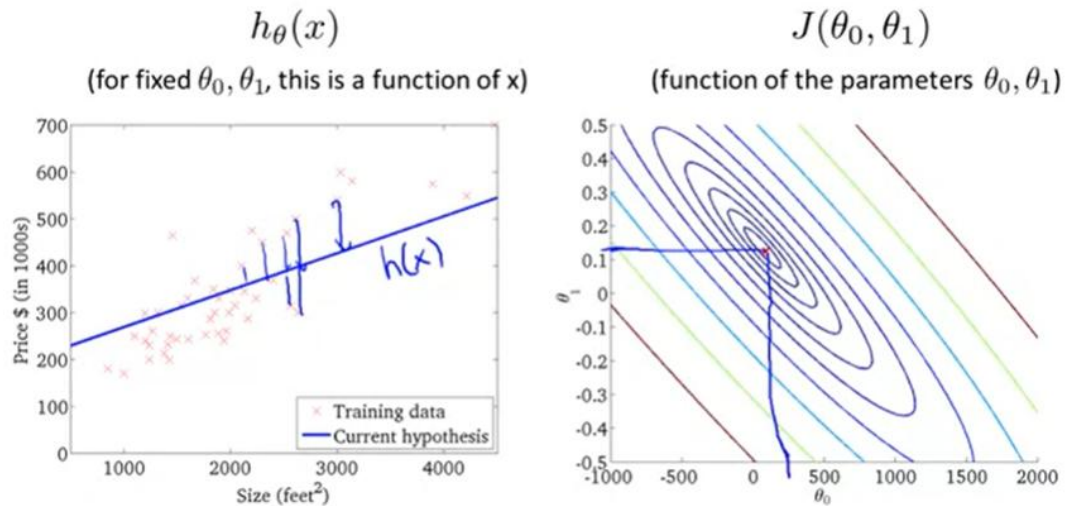 hθ(x)
(for fixed θ0, θ1, this is a function of x)
700
600
500
400
300
200
100
0
Price $ (in 1000s)
h(x)
Training data
Current hypothesis
1000 2000 3000 4000
Size (feet²)
J(θ0, θ1)
(function of the parameters θ0, θ1)
0.5
0.4
0.3
0.2
0.1
0
-0.1
-0.2
-0.3
-0.4
-0.5
θ1
-1000 -500 0 500 1000 1500 2000
θ0